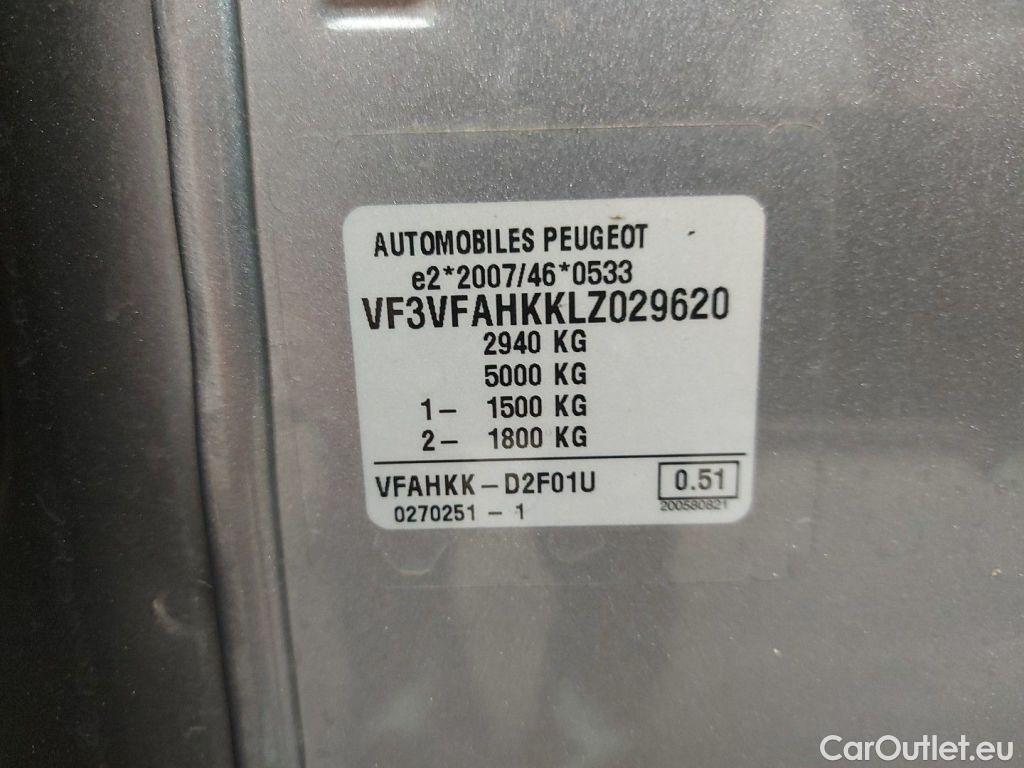 AUTOMOBILES PEUGEOT
e2*2007/46*0533
VF3VFAHKKLZ029620
2940 KG
5000 KG
1- 1500 KG
2- 1800 KG
VFAHKK-D2F01U 0.51
0270251-1 200580821
CarOutlet.eu